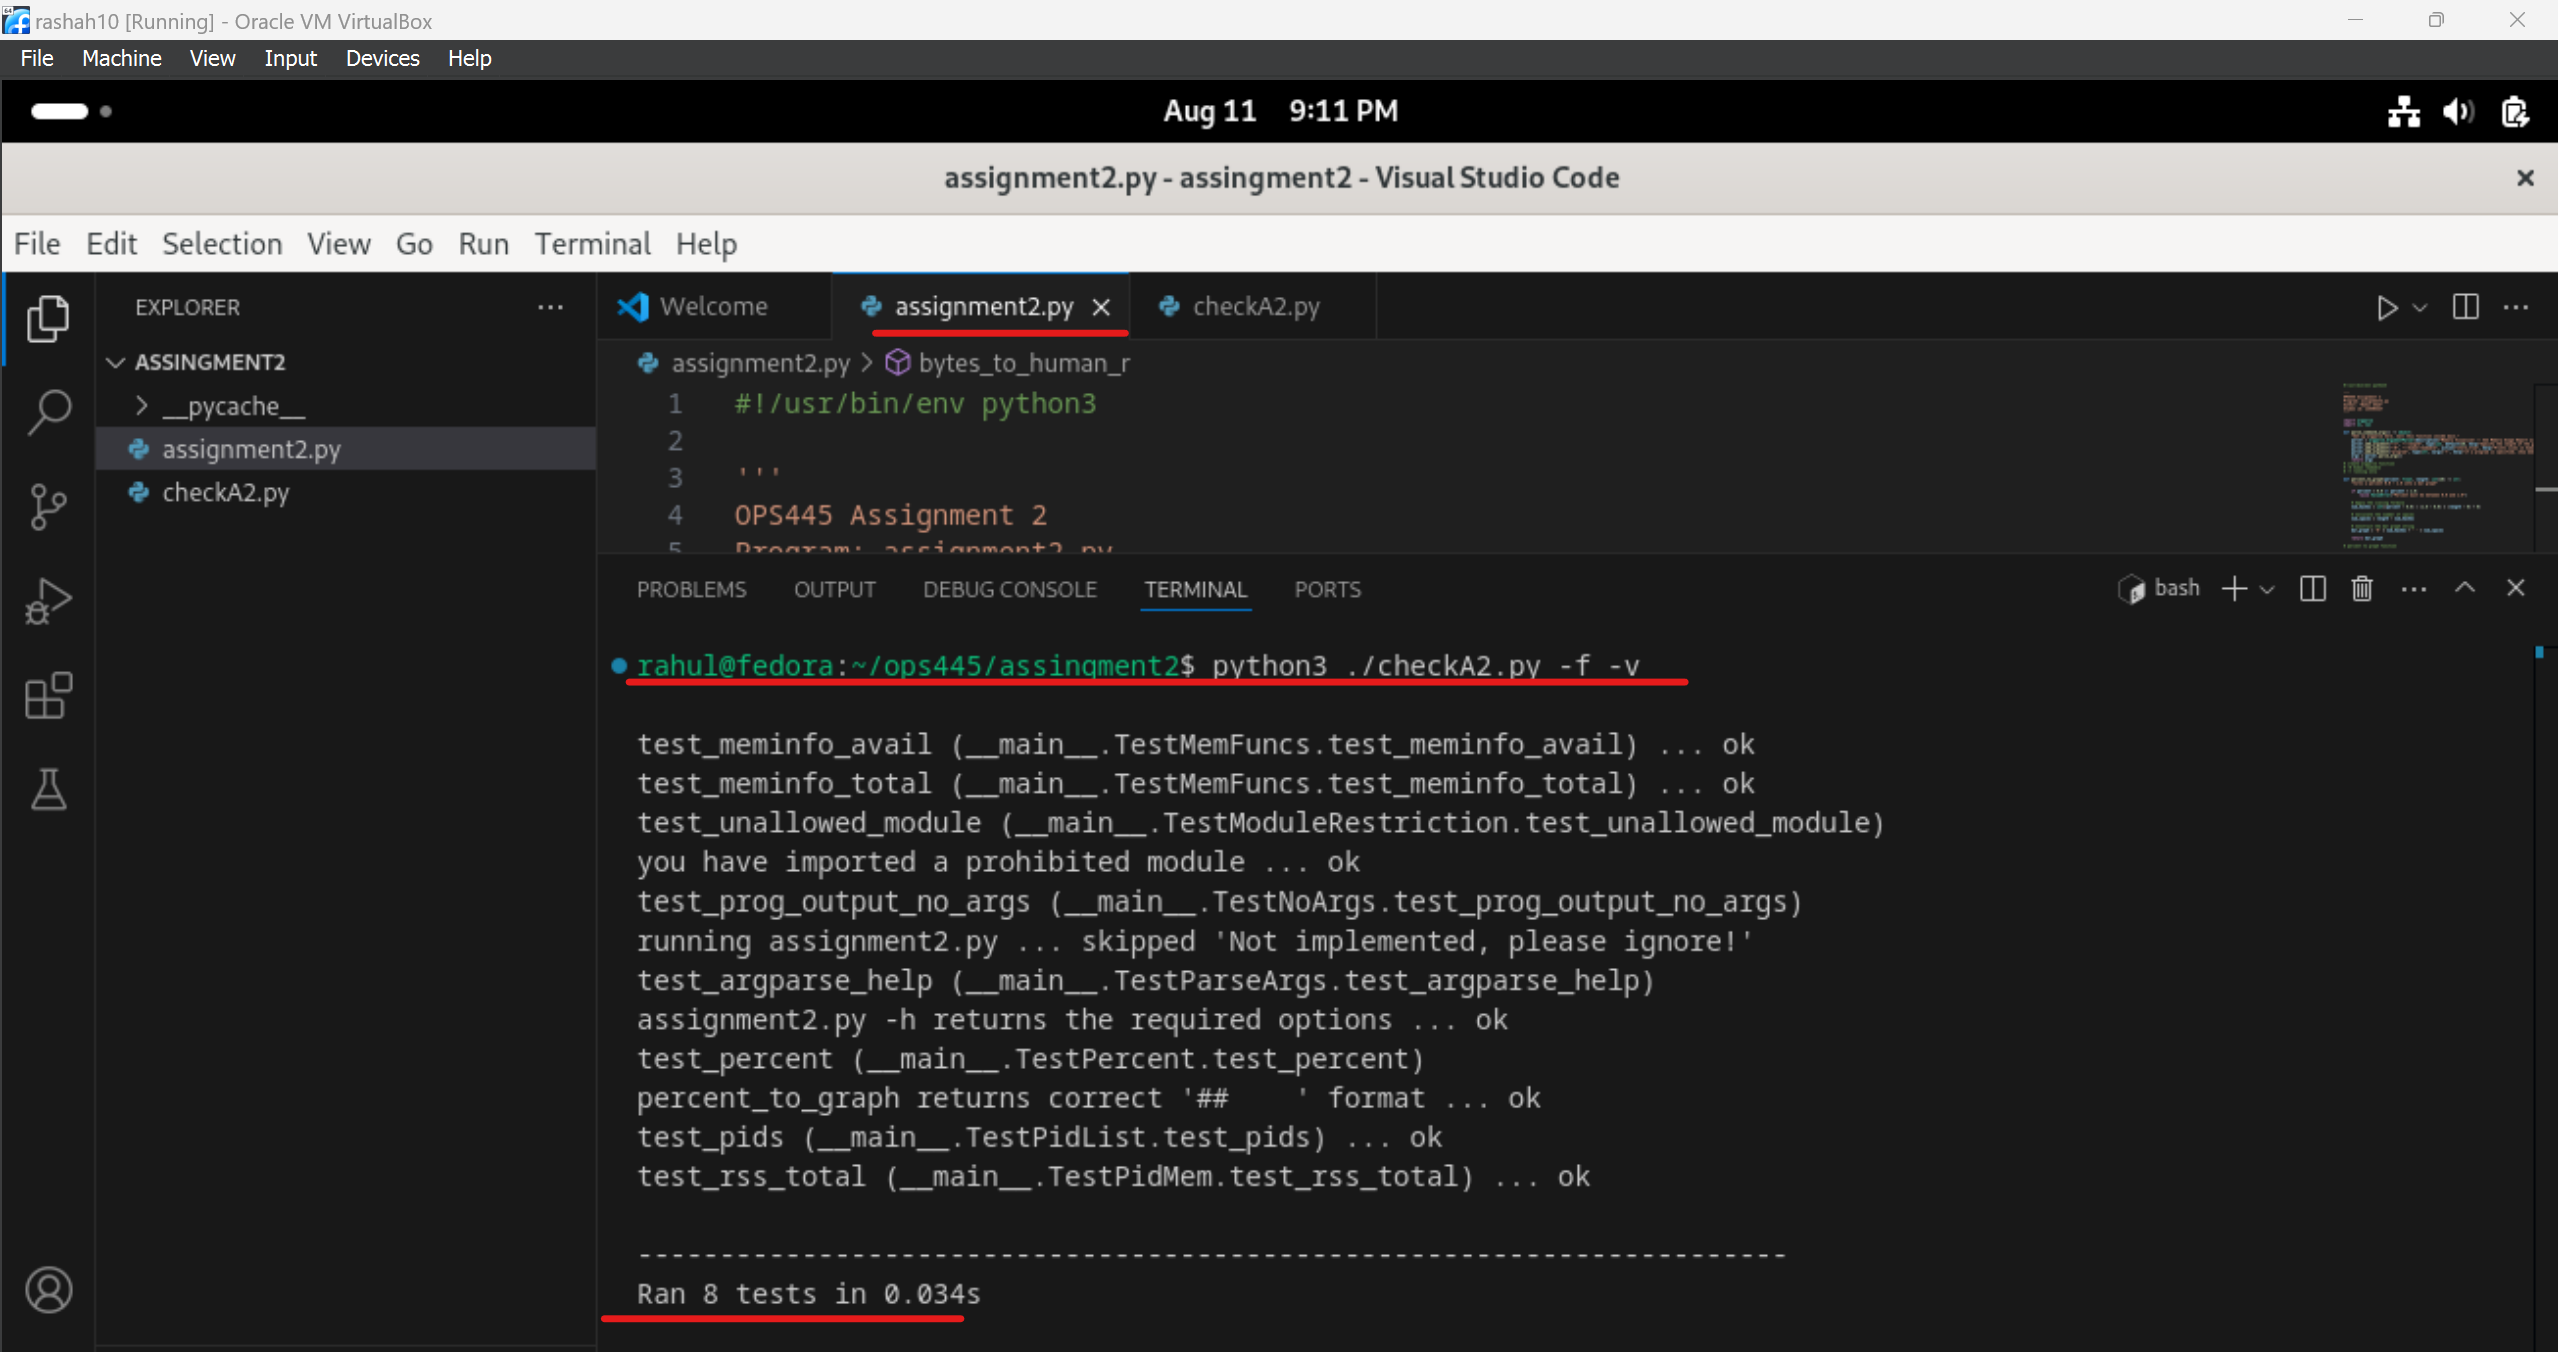 rashah10 [Running] - Oracle VM VirtualBox
File Machine View Input Devices Help
Aug 11 9:11 PM
assignment2.py - assingment2 - Visual Studio Code
File Edit Selection View Go Run Terminal Help
EXPLORER
Welcome
assignment2.py
checkA2.py
ASSINGMENT2
__pycache__
assignment2.py
checkA2.py
assignment2.py > bytes_to_human_r
1 #!/usr/bin/env python3
2
3 '''
4 OPS445 Assignment 2
5 Program: assignment2.py
PROBLEMS OUTPUT DEBUG CONSOLE TERMINAL PORTS
bash
rahul@fedora:~/ops445/assingment2$ python3 ./checkA2.py -f -v
test_meminfo_avail (__main__.TestMemFuncs.test_meminfo_avail) ... ok
test_meminfo_total (__main__.TestMemFuncs.test_meminfo_total) ... ok
test_unallowed_module (__main__.TestModuleRestriction.test_unallowed_module)
you have imported a prohibited module ... ok
test_prog_output_no_args (__main__.TestNoArgs.test_prog_output_no_args)
running assignment2.py ... skipped 'Not implemented, please ignore!'
test_argparse_help (__main__.TestParseArgs.test_argparse_help)
assignment2.py -h returns the required options ... ok
test_percent (__main__.TestPercent.test_percent)
percent_to_graph returns correct '##    ' format ... ok
test_pids (__main__.TestPidList.test_pids) ... ok
test_rss_total (__main__.TestPidMem.test_rss_total) ... ok
----------------------------------------------------------------------
Ran 8 tests in 0.034s